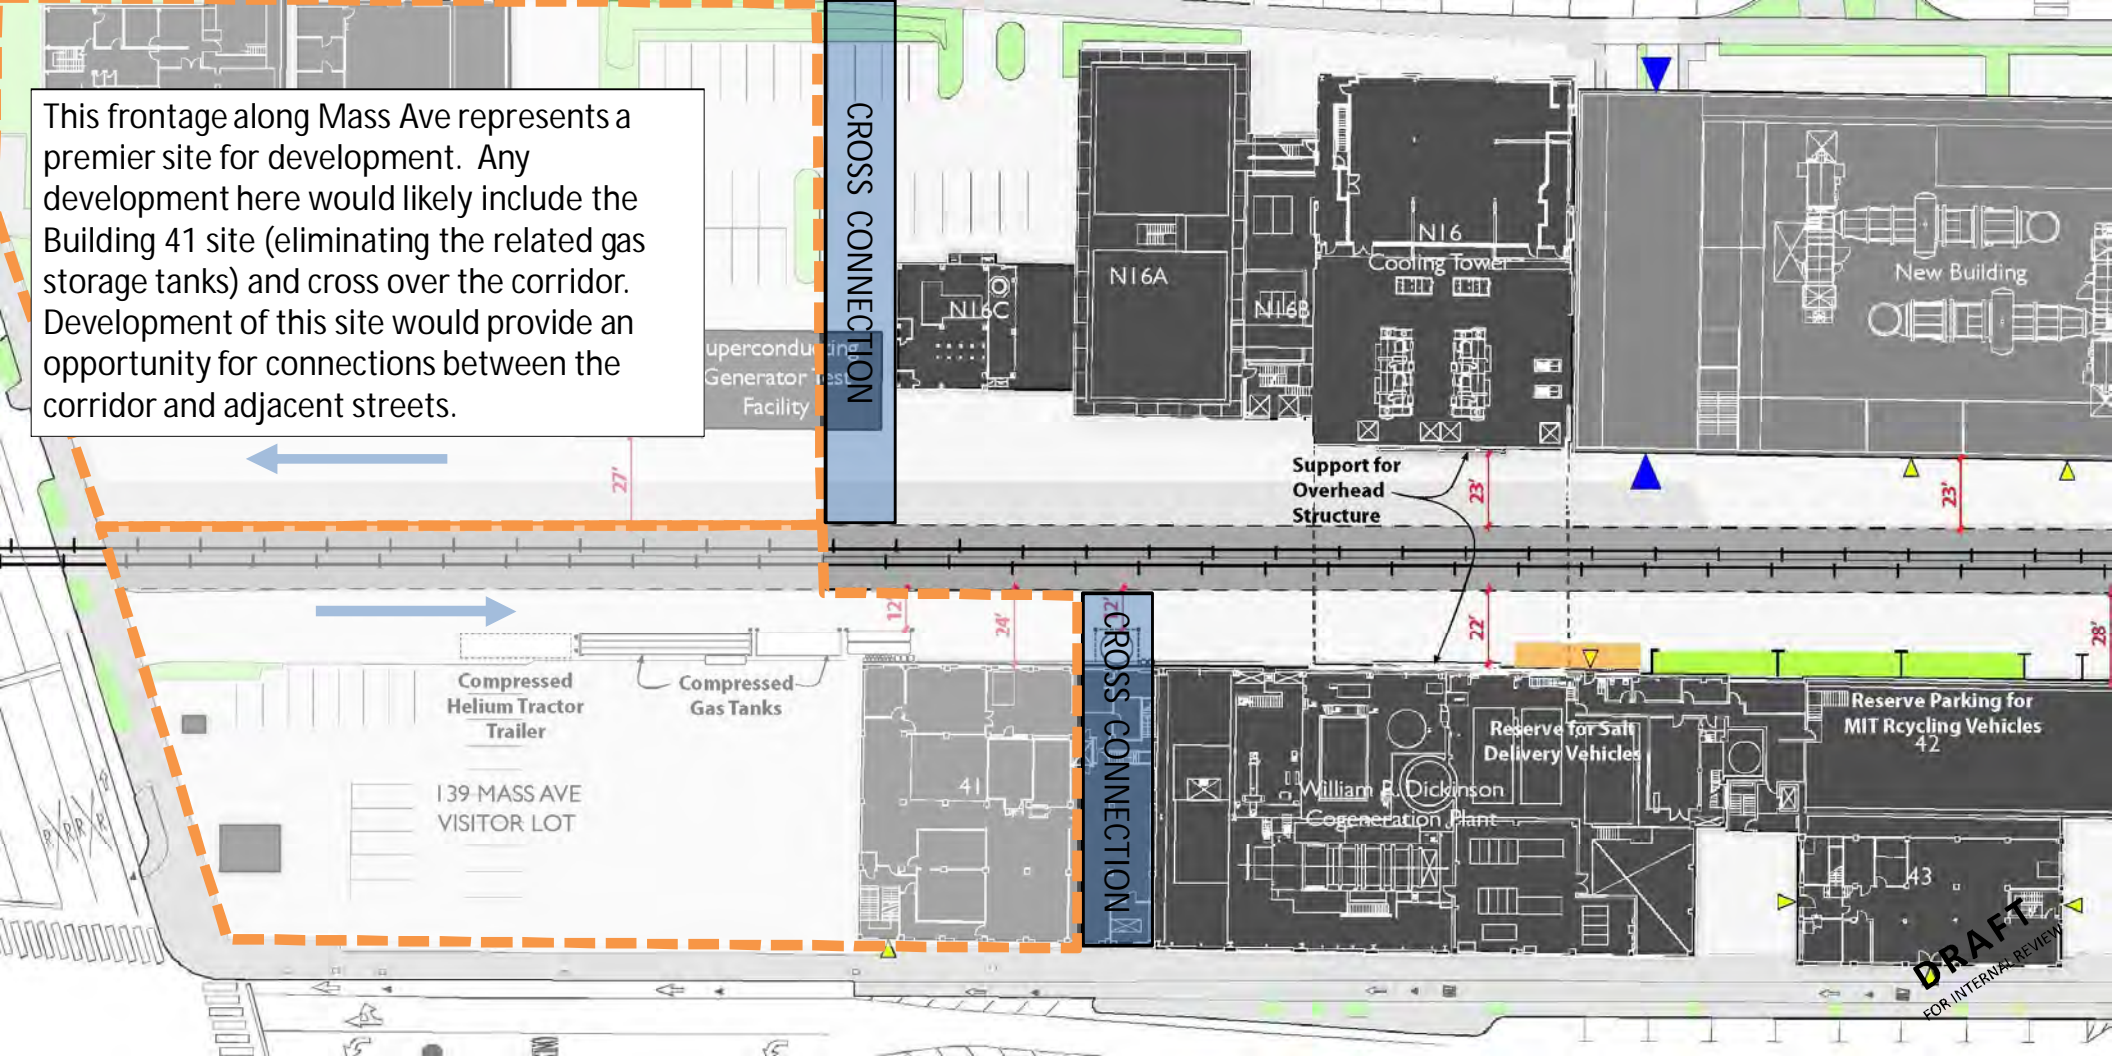 This frontage along Mass Ave represents a
premier site for development. Any
development here would likely include the
Building 41 site (eliminating the related gas
storage tanks) and cross over the corridor.
Development of this site would provide an
opportunity for connections between the
corridor and adjacent streets.
CROSS CONNECTION
uperconducting
Generator Test
Facility
N16C
N16A
N16B
N16
Cooling Tower
New Building
27'
Support for
Overhead
Structure
23'
23'
12'
24'
22'
28'
CROSS CONNECTION
Compressed
Helium Tractor
Trailer
Compressed
Gas Tanks
139 MASS AVE
VISITOR LOT
41
Reserve for Salt
Delivery Vehicles
William R. Dickinson
Cogeneration Plant
Reserve Parking for
MIT Rcycling Vehicles
42
43
DRAFT
FOR INTERNAL REVIEW